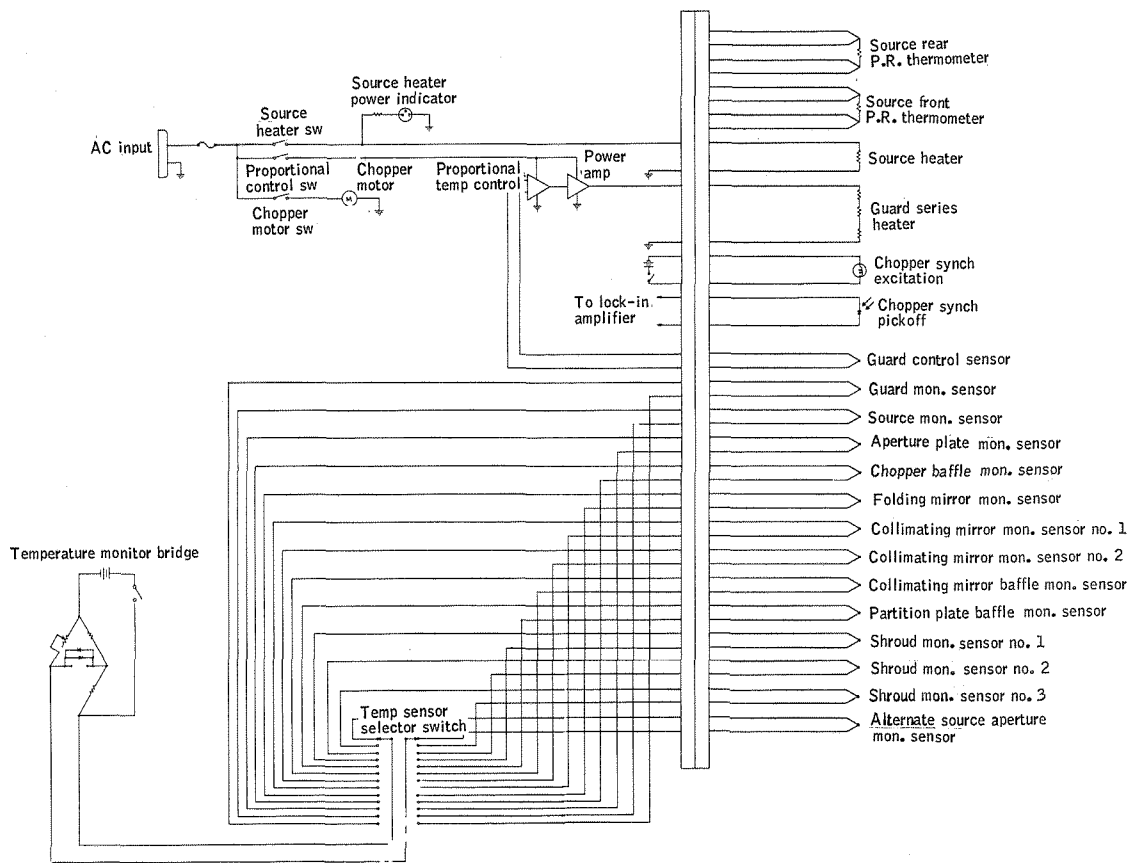 Source rear
P.R. thermometer
Source heater
power indicator
Source
heater sw
Source front
P.R. thermometer
AC input
Proportional
control sw
Chopper
motor
Proportional
temp control
Power
amp
Source heater
M
Chopper
motor sw
Guard series
heater
Chopper synch
excitation
To lock-in
amplifier
Chopper synch
pickoff
Guard control sensor
Guard mon. sensor
Source mon. sensor
Aperture plate mon. sensor
Chopper baffle mon. sensor
Folding mirror mon. sensor
Collimating mirror mon. sensor no. 1
Temperature monitor bridge
Collimating mirror mon. sensor no. 2
Collimating mirror baffle mon. sensor
Partition plate baffle mon. sensor
Shroud mon. sensor no. 1
Shroud mon. sensor no. 2
Shroud mon. sensor no. 3
Temp sensor
selector switch
Alternate source aperture
mon. sensor